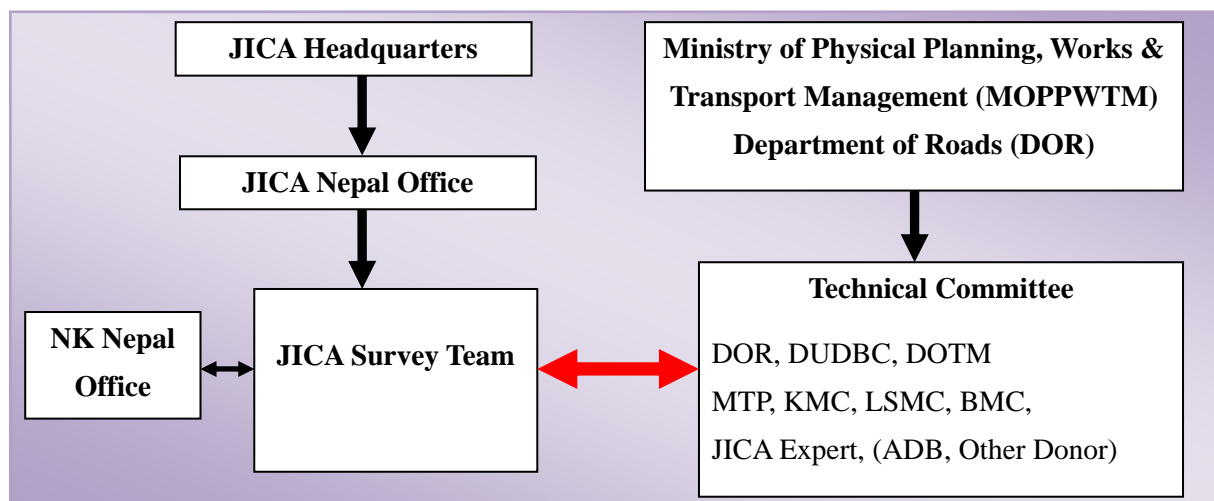 JICA Headquarters
JICA Nepal Office
NK Nepal
Office
JICA Survey Team
Ministry of Physical Planning, Works &
Transport Management (MOPPWTM)
Department of Roads (DOR)
Technical Committee
DOR, DUDBC, DOTM
MTP, KMC, LSMC, BMC,
JICA Expert, (ADB, Other Donor)